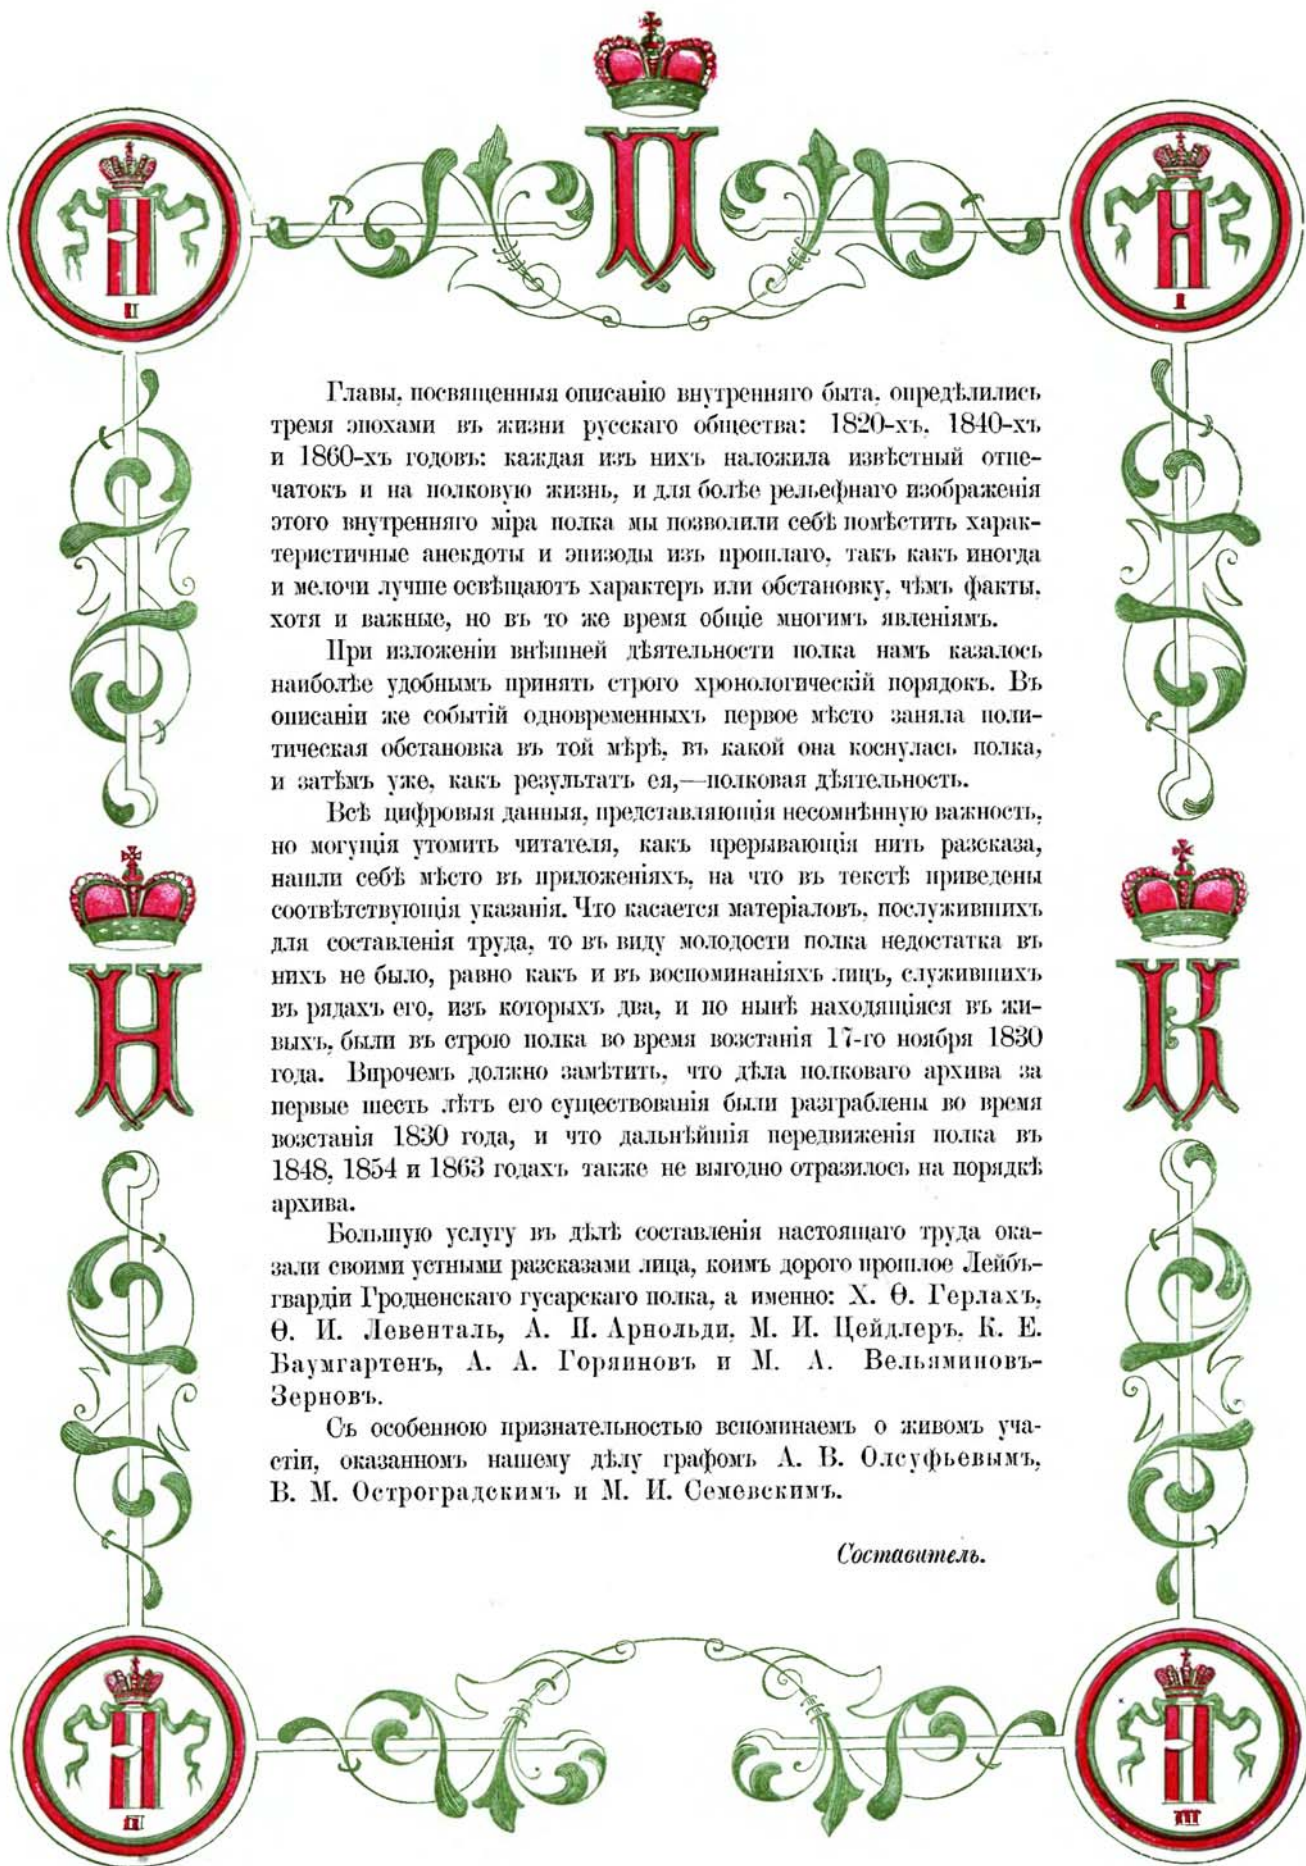 Главы, посвященныя описанію внутренняго быта, опредѣлились
тремя эпохами въ жизни русскаго общества: 1820-хъ, 1840-хъ
и 1860-хъ годовъ: каждая изъ нихъ наложила извѣстный отпе-
чатокъ и на полковую жизнь, и для болѣе рельефнаго изображенія
этого внутренняго міра полка мы позволили себѣ помѣстить харак-
теристичные анекдоты и эпизоды изъ прошлаго, такъ какъ иногда
и мелочи лучше освѣщаютъ характеръ или обстановку, чѣмъ факты,
хотя и важные, но въ то же время общіе многимъ явленіямъ.
При изложеніи внѣшней дѣятельности полка намъ казалось
наиболѣе удобнымъ принять строго хронологическій порядокъ. Въ
описаніи же событій одновременныхъ первое мѣсто заняла поли-
тическая обстановка въ той мѣрѣ, въ какой она коснулась полка,
и затѣмъ уже, какъ результатъ ея,—полковая дѣятельность.
Всѣ цифровыя данныя, представляющія несомнѣнную важность,
но могущія утомить читателя, какъ прерывающія нить разсказа,
нашли себѣ мѣсто въ приложеніяхъ, на что въ текстѣ приведены
соотвѣтствующія указанія. Что касается матеріаловъ, послужившихъ
для составленія труда, то въ виду молодости полка недостатка въ
нихъ не было, равно какъ и въ воспоминаніяхъ лицъ, служившихъ
въ рядахъ его, изъ которыхъ два, и по нынѣ находящіяся въ жи-
выхъ, были въ строю полка во время возстанія 17-го ноября 1830
года. Впрочемъ должно замѣтить, что дѣла полковаго архива за
первые шесть лѣтъ его существованія были разграблены во время
возстанія 1830 года, и что дальнѣйшія передвиженія полка въ
1848, 1854 и 1863 годахъ также не выгодно отразилось на порядкѣ
архива.
Большую услугу въ дѣлѣ составленія настоящаго труда ока-
зали своими устными разсказами лица, коимъ дорого прошлое Лейбъ-
гвардіи Гродненскаго гусарскаго полка, а именно: Х. Ѳ. Герлахъ,
Ѳ. И. Левенталь, А. П. Арнольди, М. И. Цейдлеръ, К. Е.
Баумгартенъ, А. А. Горяиновъ и М. А. Вельяминовъ-
Зерновъ.
Съ особенною признательностью вспоминаемъ о живомъ уча-
стіи, оказанномъ нашему дѣлу графомъ А. В. Олсуфьевымъ,
В. М. Остроградскимъ и М. И. Семевскимъ.
Составитель.